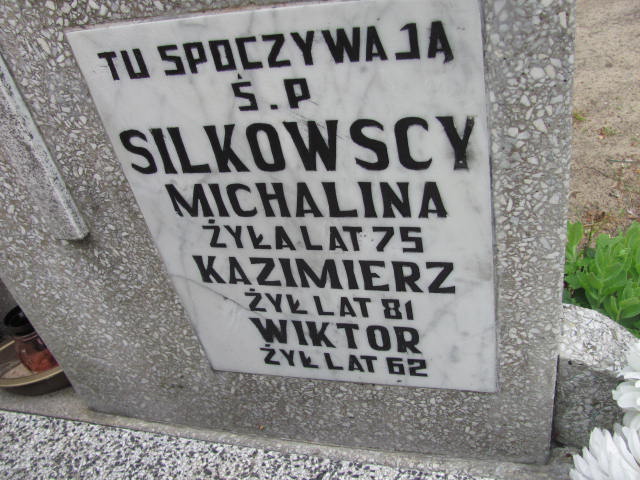 TU SPOCZYWAJĄ
Ś.P
SILKOWSCY
MICHALINA
ŻYŁA LAT 75
KAZIMIERZ
ŻYŁ LAT 81
WIKTOR
ŻYŁ LAT 62